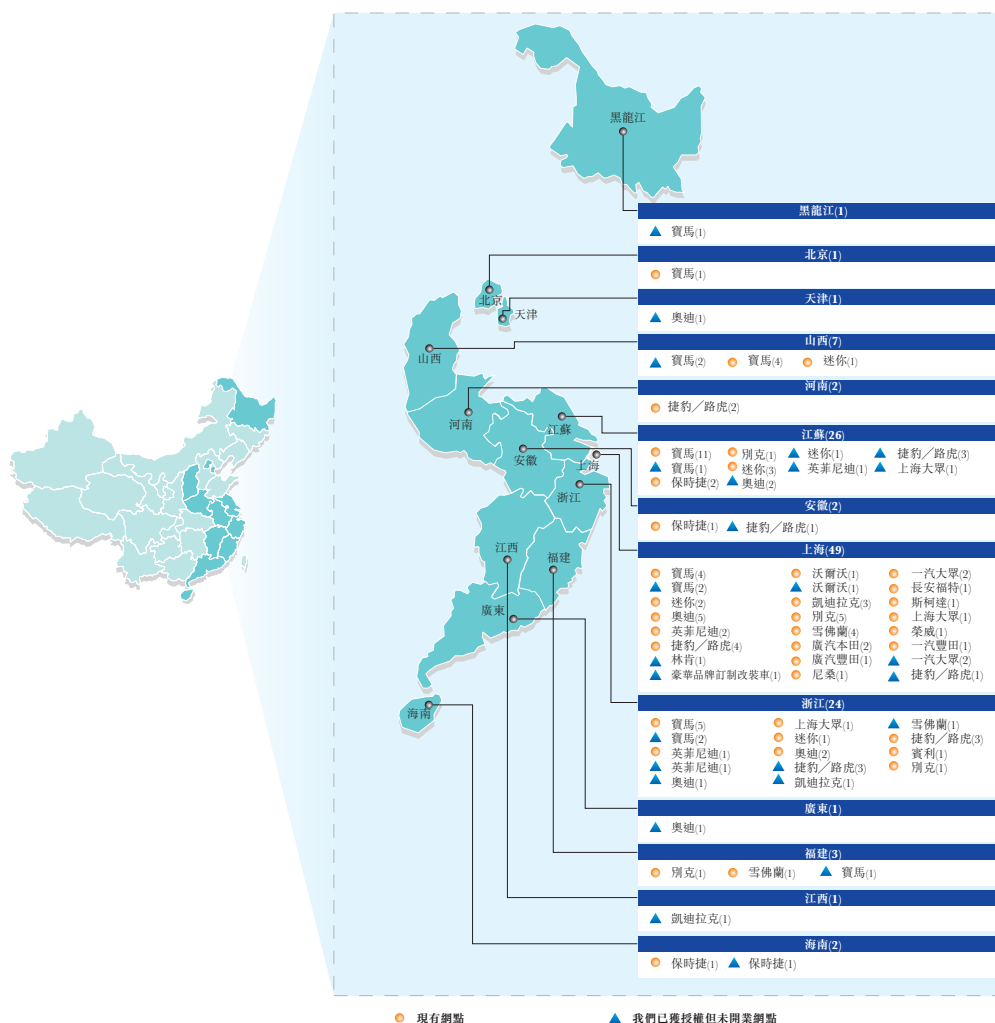 黑龍江
黑龍江(1)
寶馬(1)
北京(1)
寶馬(1)
北京
天津
天津(1)
奧迪(1)
山西
山西(7)
寶馬(2) 寶馬(4) 迷你(1)
河南
河南(2)
捷豹／路虎(2)
江蘇
江蘇(26)
寶馬(11) 別克(1) 迷你(1) 捷豹／路虎(3)
寶馬(1) 迷你(3) 英菲尼迪(1) 上海大眾(1)
保時捷(2) 奧迪(2)
安徽
上海
浙江
安徽(2)
保時捷(1) 捷豹／路虎(1)
江西
福建
廣東
海南
上海(49)
寶馬(4) 沃爾沃(1) 一汽大眾(2)
寶馬(2) 沃爾沃(1) 長安福特(1)
迷你(2) 凱迪拉克(3) 斯柯達(1)
奧迪(5) 別克(5) 上海大眾(1)
英菲尼迪(2) 雪佛蘭(4) 榮威(1)
捷豹／路虎(4) 廣汽本田(2) 一汽豐田(1)
林肯(1) 廣汽豐田(1) 一汽大眾(2)
豪華品牌訂制改裝車(1) 尼桑(1) 捷豹／路虎(1)
浙江(24)
寶馬(5) 上海大眾(1) 雪佛蘭(1)
寶馬(2) 迷你(1) 捷豹／路虎(3)
英菲尼迪(1) 奧迪(2) 賓利(1)
英菲尼迪(1) 捷豹／路虎(3) 別克(1)
奧迪(1) 凱迪拉克(1)
廣東(1)
奧迪(1)
福建(3)
別克(1) 雪佛蘭(1) 寶馬(1)
江西(1)
凱迪拉克(1)
海南(2)
保時捷(1) 保時捷(1)
現有網點 我們已獲授權但未開業網點